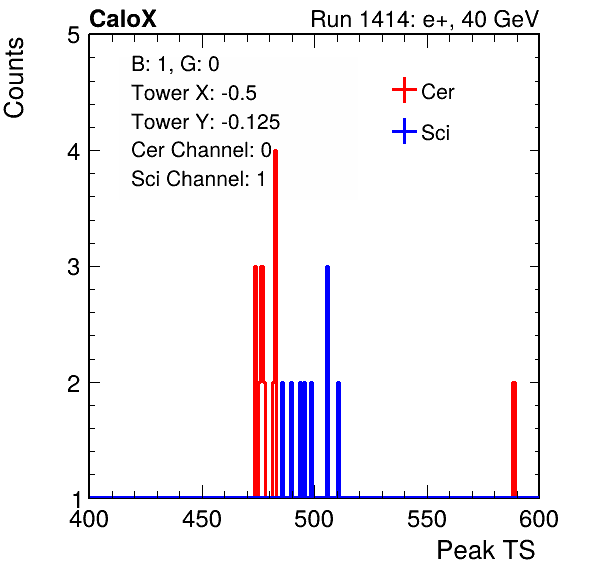 CaloX Run 1414: e+, 40 GeV
Counts
B: 1, G: 0
Tower X: -0.5
Tower Y: -0.125
Cer Channel: 0
Sci Channel: 1
Cer
Sci
5
4
3
2
1
400 450 500 550 600
Peak TS